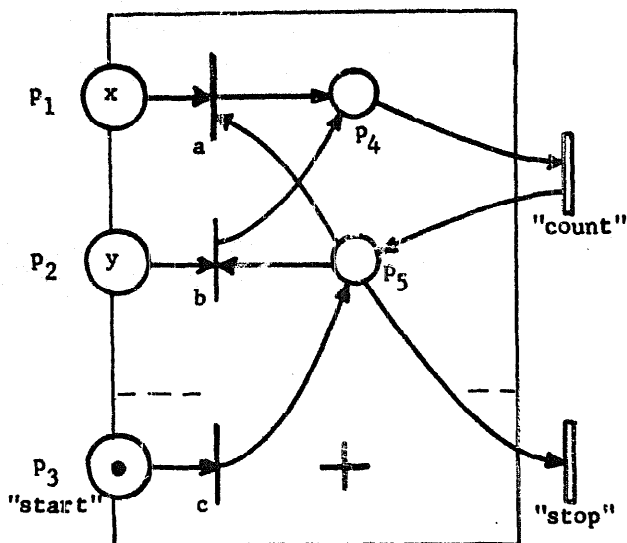 p1 x a p4
"count"
p2 y b p5
p3 c
"start" "stop"
+